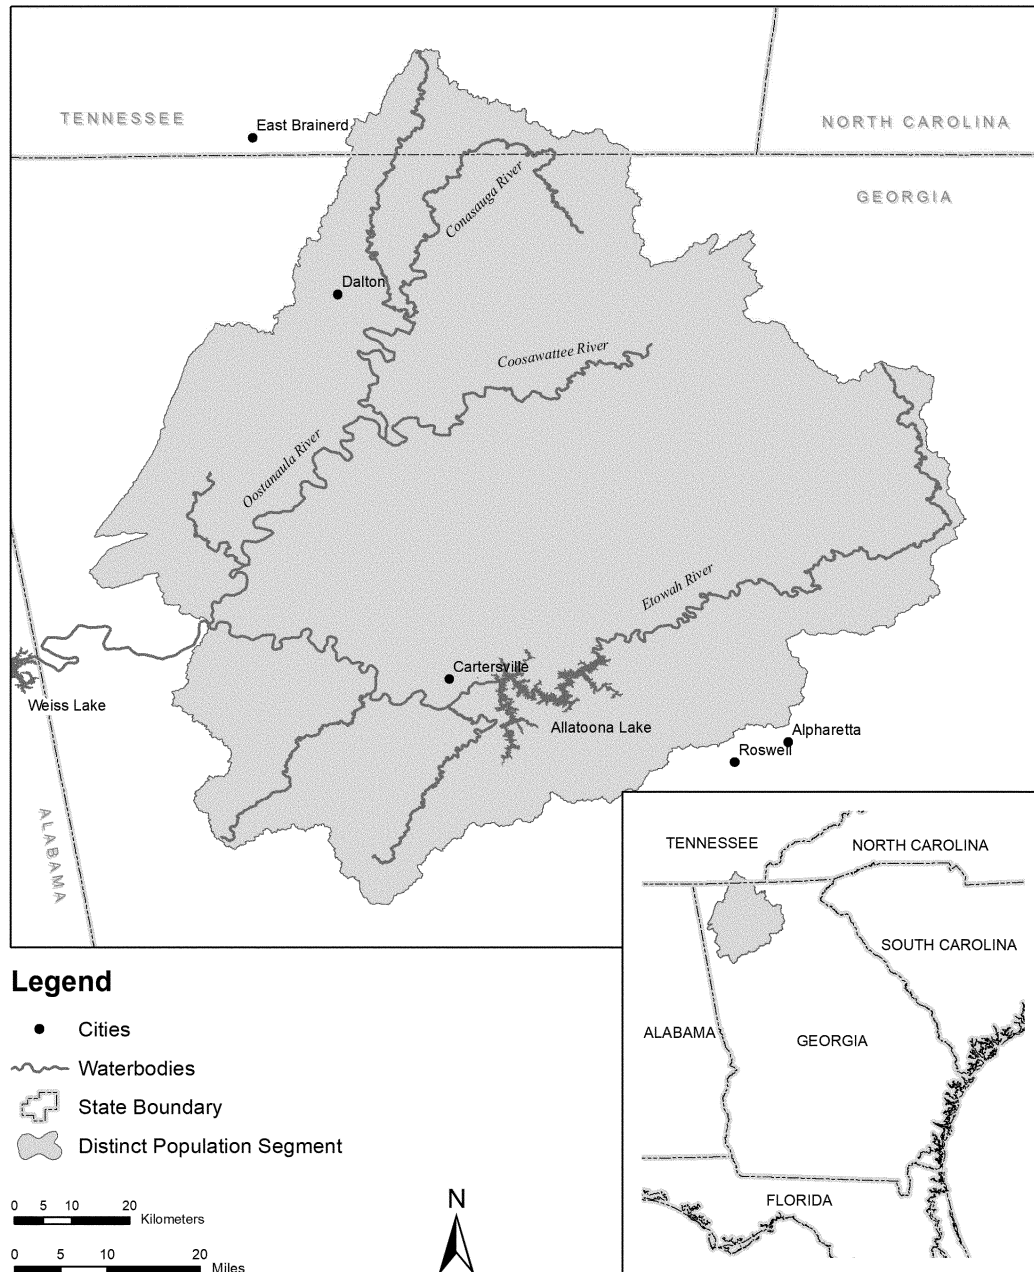 TENNESSEE
East Brainerd
NORTH CAROLINA
GEORGIA
Conasauga River
Dalton
Coosawattee River
Oostanaula River
Etowah River
Cartersville
Weiss Lake
Allatoona Lake
Alpharetta
Roswell
ALABAMA
TENNESSEE
NORTH CAROLINA
SOUTH CAROLINA
ALABAMA
GEORGIA
FLORIDA
Legend
Cities
Waterbodies
State Boundary
Distinct Population Segment
0 5 10 20
Kilometers
0 5 10 20
Miles
N